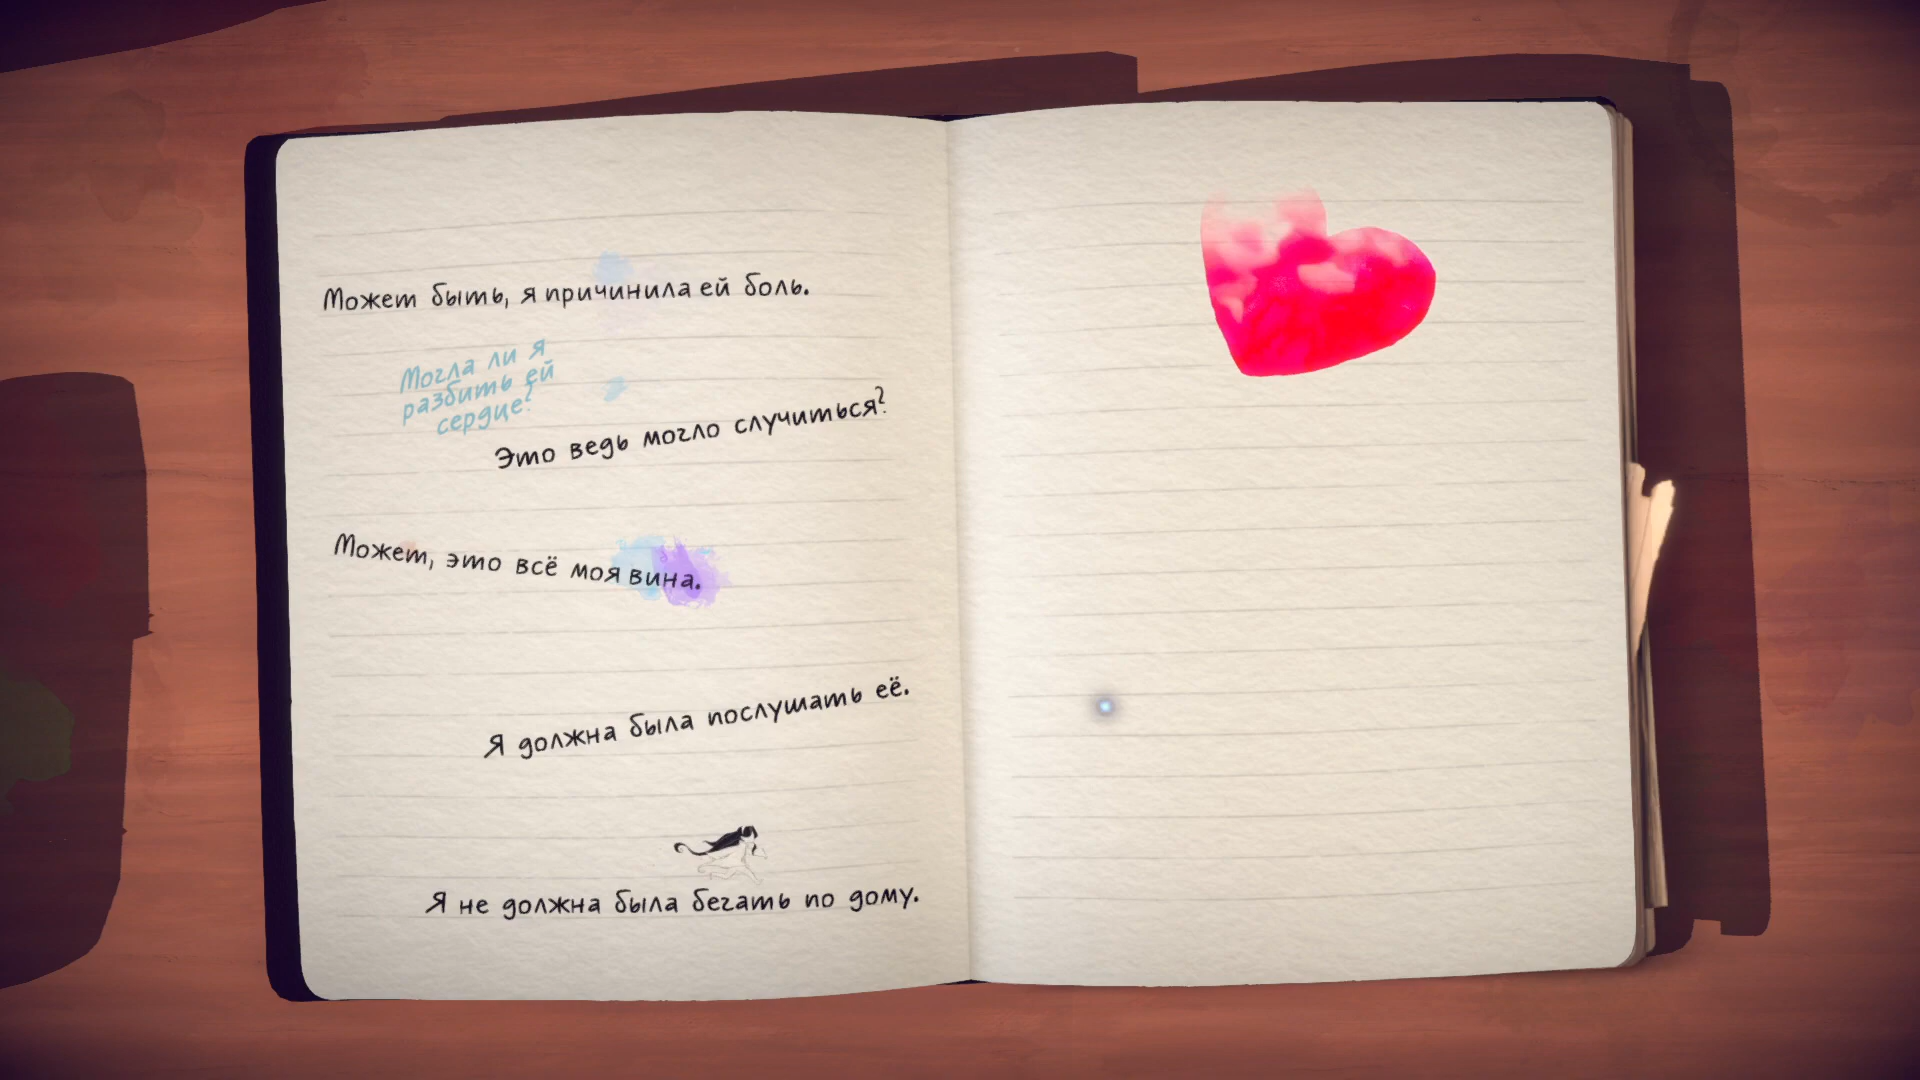 Может быть, я причинила ей боль.
Могла ли я
разбить ей
сердце?
Это ведь могло случиться?
Может, это всё моя вина.
Я должна была послушать её.
Я не должна была бегать по дому.